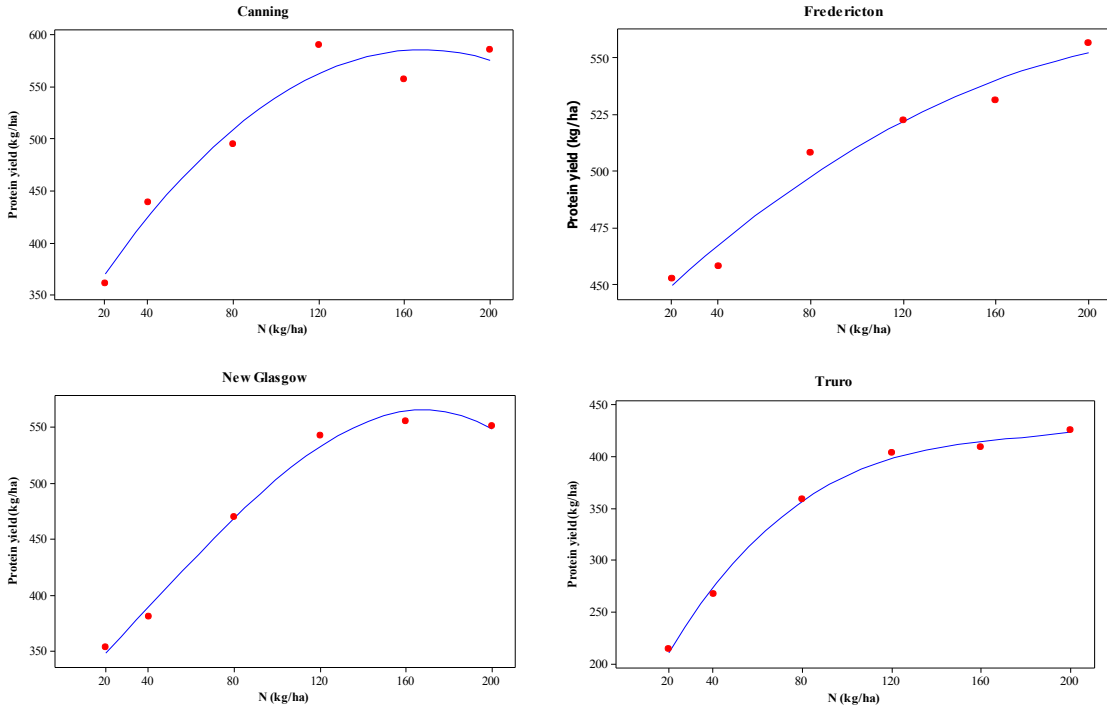 Canning
600
550
500
450
400
350
Protein yield (kg/ha)
20 40 80 120 160 200
N (kg/ha)
Fredericton
550
525
500
475
450
Protein yield (kg/ha)
20 40 80 120 160 200
N (kg/ha)
New Glasgow
550
500
450
400
350
Protein yield (kg/ha)
20 40 80 120 160 200
N (kg/ha)
Truro
450
400
350
300
250
200
Protein yield (kg/ha)
20 40 80 120 160 200
N (kg/ha)